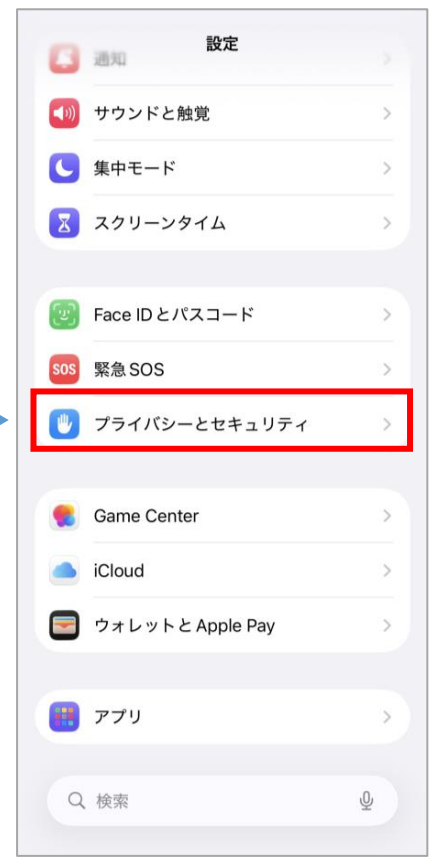 設定
通知
サウンドと触覚
集中モード
スクリーンタイム
Face IDとパスコード
SOS 緊急SOS
プライバシーとセキュリティ
Game Center
iCloud
ウォレットとApple Pay
アプリ
検索